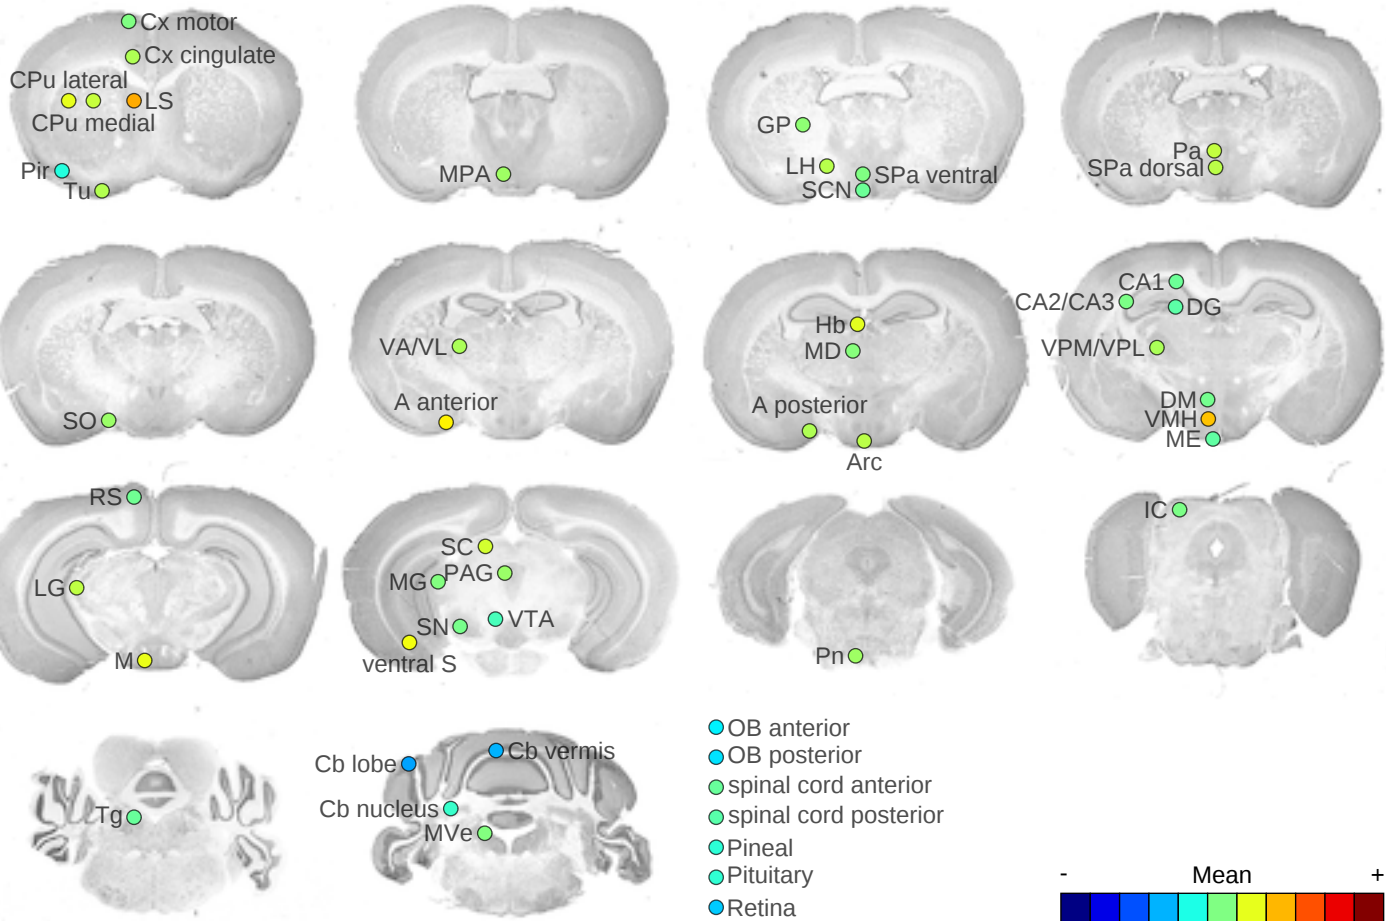 Cx motor
Cx cingulate
CPu lateral
LS
CPu medial
Pir
Tu
MPA
GP
LH
SPa ventral
SCN
Pa
SPa dorsal
SO
VA/VL
A anterior
Hb
MD
A posterior
Arc
CA1
CA2/CA3
DG
VPM/VPL
DM
VMH
ME
RS
LG
M
SC
PAG
MG
VTA
SN
ventral S
Pn
IC
Tg
Cb vermis
Cb lobe
Cb nucleus
MVe
OB anterior
OB posterior
spinal cord anterior
spinal cord posterior
Pineal
Pituitary
Retina
- Mean +